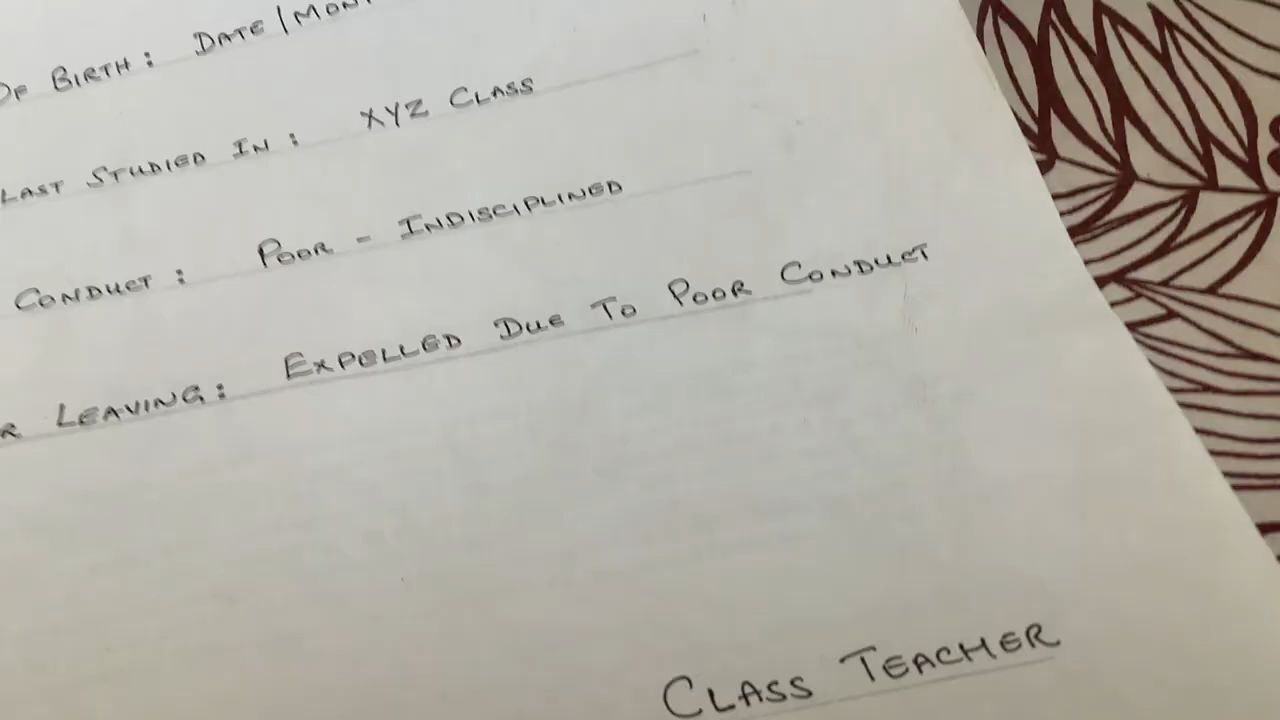 OF BIRTH: DATE/MON
LAST STUDIED IN: XYZ CLASS
CONDUCT: POOR - INDISCIPLINED
R LEAVING: EXPELLED DUE TO POOR CONDUCT
CLASS TEACHER